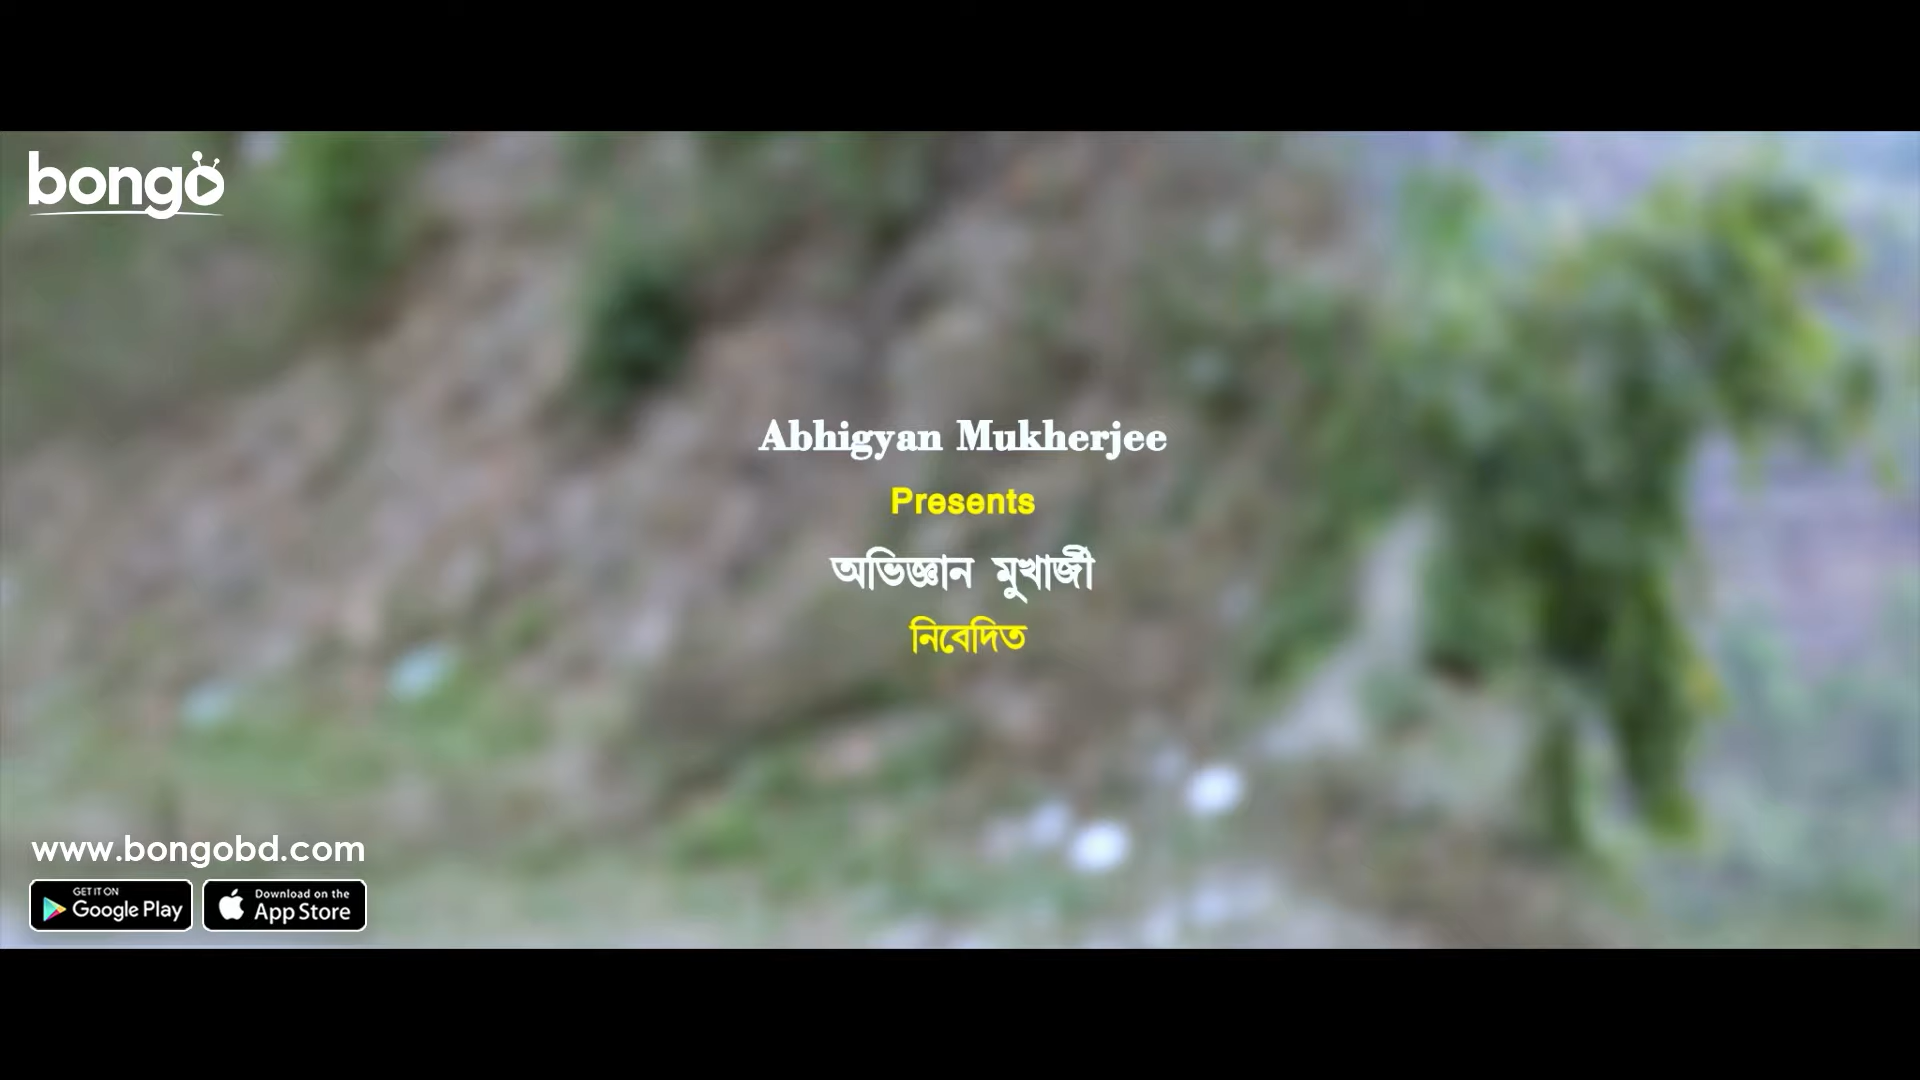 bongo
Abhigyan Mukherjee
Presents
অভিজ্ঞান মুখার্জী
নিবেদিত
www.bongobd.com
GET IT ON
Google Play
Download on the
App Store